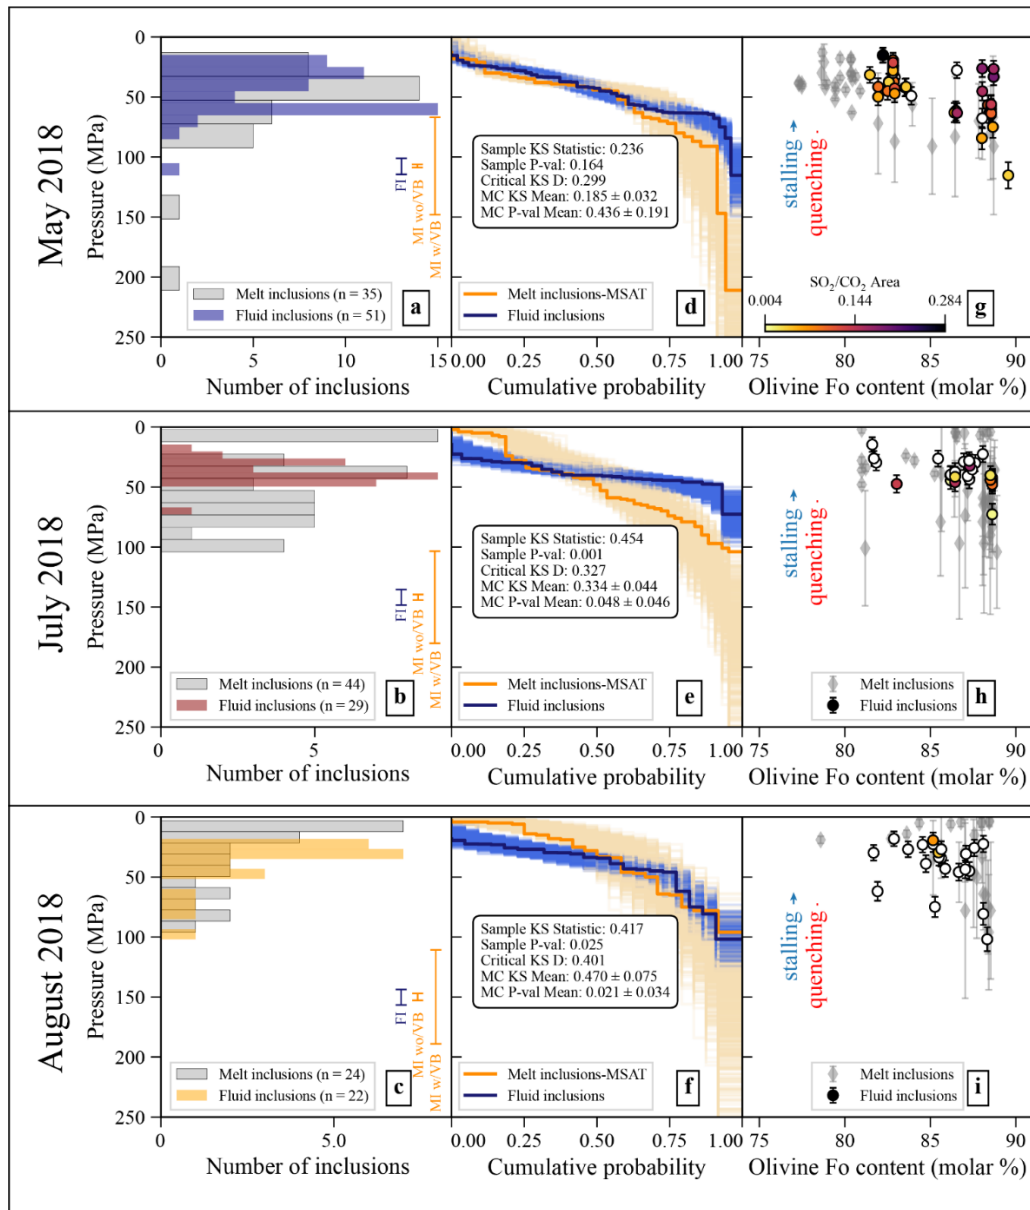 May 2018
Pressure (MPa)
0
50
100
150
200
250
FI
MI wo/VB
MI w/VB
Melt inclusions (n = 35)
Fluid inclusions (n = 51)
a
0 5 10 15
Number of inclusions
Sample KS Statistic: 0.236
Sample P-val: 0.164
Critical KS D: 0.299
MC KS Mean: 0.185 ± 0.032
MC P-val Mean: 0.436 ± 0.191
Melt inclusions-MSAT
Fluid inclusions
d
0.00 0.25 0.50 0.75 1.00
Cumulative probability
stalling
quenching .
SO₂/CO₂ Area
0.004 0.144 0.284
g
75 80 85 90
Olivine Fo content (molar %)
July 2018
Pressure (MPa)
0
50
100
150
200
250
FI
MI wo/VB
MI w/VB
Melt inclusions (n = 44)
Fluid inclusions (n = 29)
b
0 5
Number of inclusions
Sample KS Statistic: 0.454
Sample P-val: 0.001
Critical KS D: 0.327
MC KS Mean: 0.334 ± 0.044
MC P-val Mean: 0.048 ± 0.046
Melt inclusions-MSAT
Fluid inclusions
e
0.00 0.25 0.50 0.75 1.00
Cumulative probability
stalling
quenching .
Melt inclusions
Fluid inclusions
h
75 80 85 90
Olivine Fo content (molar %)
August 2018
Pressure (MPa)
0
50
100
150
200
250
FI
MI wo/VB
MI w/VB
Melt inclusions (n = 24)
Fluid inclusions (n = 22)
c
0 5.0
Number of inclusions
Sample KS Statistic: 0.417
Sample P-val: 0.025
Critical KS D: 0.401
MC KS Mean: 0.470 ± 0.075
MC P-val Mean: 0.021 ± 0.034
Melt inclusions-MSAT
Fluid inclusions
f
0.00 0.25 0.50 0.75 1.00
Cumulative probability
stalling
quenching .
Melt inclusions
Fluid inclusions
i
75 80 85 90
Olivine Fo content (molar %)